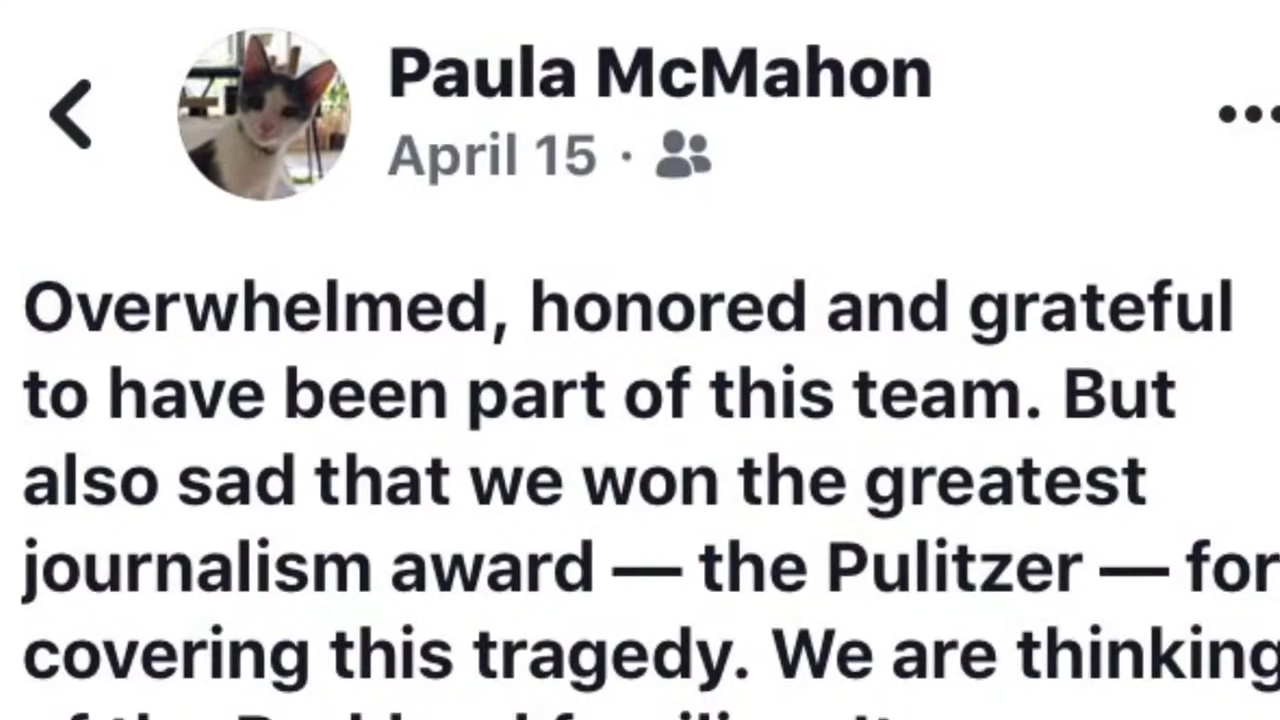 Paula McMahon
April 15 ·
Overwhelmed, honored and grateful
to have been part of this team. But
also sad that we won the greatest
journalism award — the Pulitzer — for
covering this tragedy. We are thinking